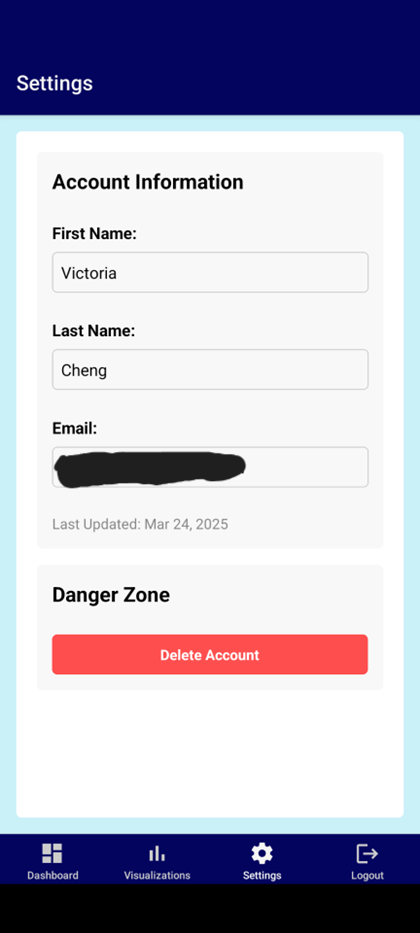 Settings
Account Information
First Name:
Victoria
Last Name:
Cheng
Email:
Last Updated: Mar 24, 2025
Danger Zone
Delete Account
Dashboard Visualizations Settings Logout